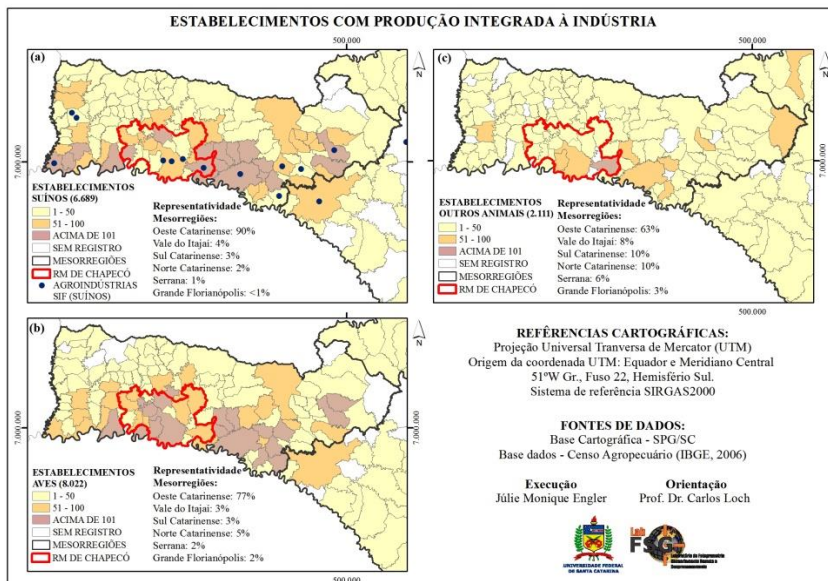 ESTABELECIMENTOS COM PRODUÇÃO INTEGRADA À INDÚSTRIA
500,000
(a)
N
7,000,000
ESTABELECIMENTOS
SUÍNOS (6.689)
1 - 50
51 - 100
ACIMA DE 101
SEM REGISTRO
MESORREGIÕES
RM DE CHAPECÓ
AGROINDÚSTRIAS
SIF (SUÍNOS)
Representatividade
Mesorregiões:
Oeste Catarinense: 90%
Vale do Itajaí: 4%
Sul Catarinense: 3%
Norte Catarinense: 2%
Serrana: 1%
Grande Florianópolis: <1%
500,000
(c)
N
7,000,000
ESTABELECIMENTOS
OUTROS ANIMAIS (2.111)
1 - 50
51 - 100
ACIMA DE 101
SEM REGISTRO
MESORREGIÕES
RM DE CHAPECÓ
Representatividade
Mesorregiões:
Oeste Catarinense: 63%
Vale do Itajaí: 8%
Sul Catarinense: 10%
Norte Catarinense: 10%
Serrana: 6%
Grande Florianópolis: 3%
500,000
500,000
(b)
N
7,000,000
ESTABELECIMENTOS
AVES (8.022)
1 - 50
51 - 100
ACIMA DE 101
SEM REGISTRO
MESORREGIÕES
RM DE CHAPECÓ
Representatividade
Mesorregiões:
Oeste Catarinense: 77%
Vale do Itajaí: 3%
Sul Catarinense: 3%
Norte Catarinense: 5%
Serrana: 2%
Grande Florianópolis: 2%
REFÊRENCIAS CARTOGRÁFICAS:
Projeção Universal Tranversa de Mercator (UTM)
Origem da coordenada UTM: Equador e Meridiano Central
51ºW Gr., Fuso 22, Hemisfério Sul.
Sistema de referência SIRGAS2000
FONTES DE DADOS:
Base Cartográfica - SPG/SC
Base dados - Censo Agropecuário (IBGE, 2006)
Execução
Júlie Monique Engler
Orientação
Prof. Dr. Carlos Loch
UNIVERSIDADE FEDERAL
DE SANTA CATARINA
Lab
FSG